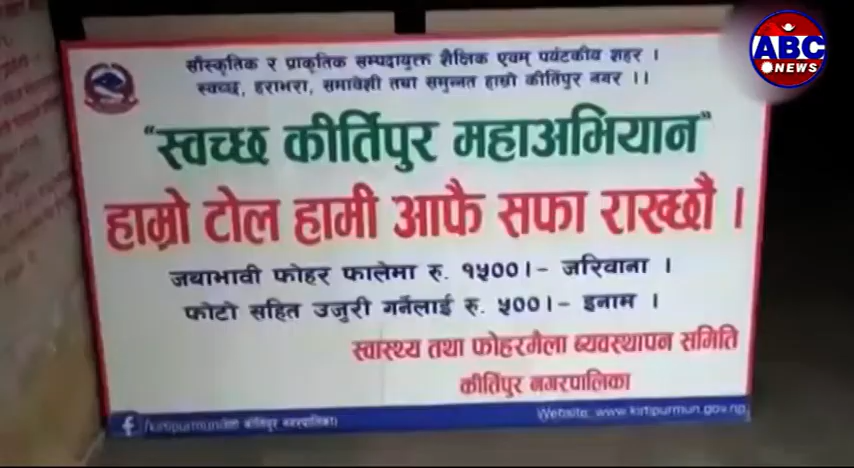 ABC
NEWS
साँस्कृतिक र प्राकृतिक सम्पदायुक्त शैक्षिक एवम् पर्यटकीय शहर ।
स्वच्छ, हराभरा, समावेशी तथा समुन्नत हाम्रो कीर्तिपुर नगर ।।
"स्वच्छ कीर्तिपुर महाअभियान"
हाम्रो टोल हामी आफै सफा राख्छौ ।
जथाभावी फोहर फालेमा रु. १५००।- जरिवाना ।
फोटो सहित उजुरी गर्नेलाई रु. ५००।- इनाम ।
स्वास्थ्य तथा फोहरमैला ब्यवस्थापन समिति
कीर्तिपुर नगरपालिका
Website: www.kirtipurmun.gov.np